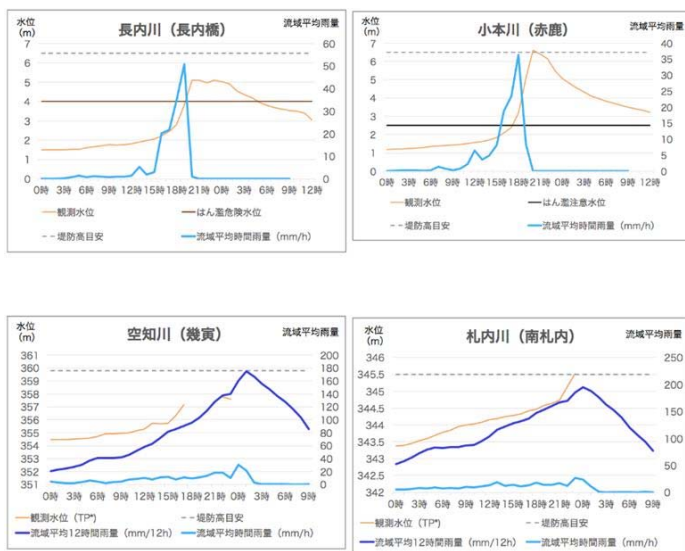 水位
(m)
長内川（長内橋）
流域平均雨量
7
6
5
4
3
2
1
0
60
50
40
30
20
10
0
0時 3時 6時 9時 12時 15時 18時 21時 0時 3時 6時 9時 12時
観測水位
はん濫危険水位
堤防高目安
流域平均時間雨量（mm/h）
水位
(m)
小本川（赤鹿）
流域平均雨量
7
6
5
4
3
2
1
0
40
35
30
25
20
15
10
5
0
0時 3時 6時 9時 12時 15時 18時 21時 0時 3時 6時 9時 12時
観測水位
はん濫注意水位
堤防高目安
流域平均時間雨量（mm/h）
水位
(m)
空知川（幾寅）
流域平均雨量
361
360
359
358
357
356
355
354
353
352
351
200
180
160
140
120
100
80
60
40
20
0
0時 3時 6時 9時 12時 15時 18時 21時 0時 3時 6時 9時
観測水位（TP*）
堤防高目安
流域平均12時間雨量（mm/12h）
流域平均時間雨量（mm/h）
水位
(m)
札内川（南札内）
流域平均雨量
346
345.5
345
344.5
344
343.5
343
342.5
342
250
200
150
100
50
0
0時 3時 6時 9時 12時 15時 18時 21時 0時 3時 6時 9時
観測水位（TP*）
堤防高目安
流域平均12時間雨量（mm/12h）
流域平均時間雨量（mm/h）